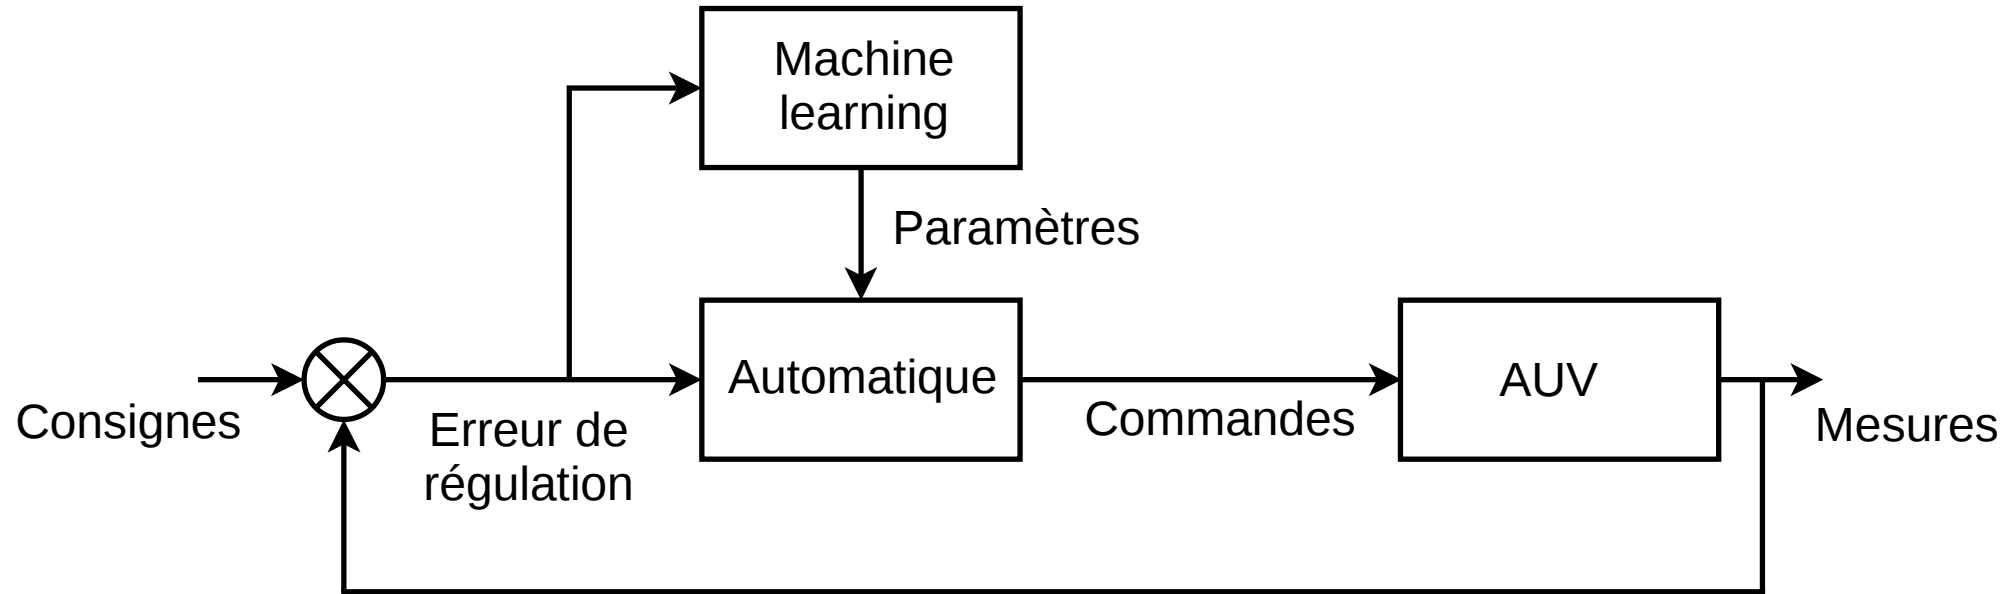 Machine
learning
Paramètres
Automatique
AUV
Consignes
Erreur de
régulation
Commandes
Mesures